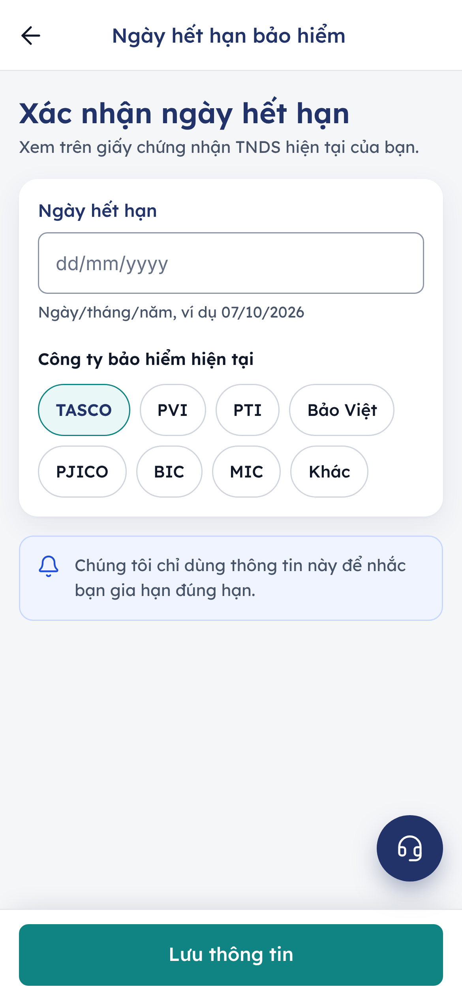 Ngày hết hạn bảo hiểm
Xác nhận ngày hết hạn
Xem trên giấy chứng nhận TNDS hiện tại của bạn.
Ngày hết hạn
dd/mm/yyyy
Ngày/tháng/năm, ví dụ 07/10/2026
Công ty bảo hiểm hiện tại
TASCO PVI PTI Bảo Việt
PJICO BIC MIC Khác
Chúng tôi chỉ dùng thông tin này để nhắc
bạn gia hạn đúng hạn.
Lưu thông tin